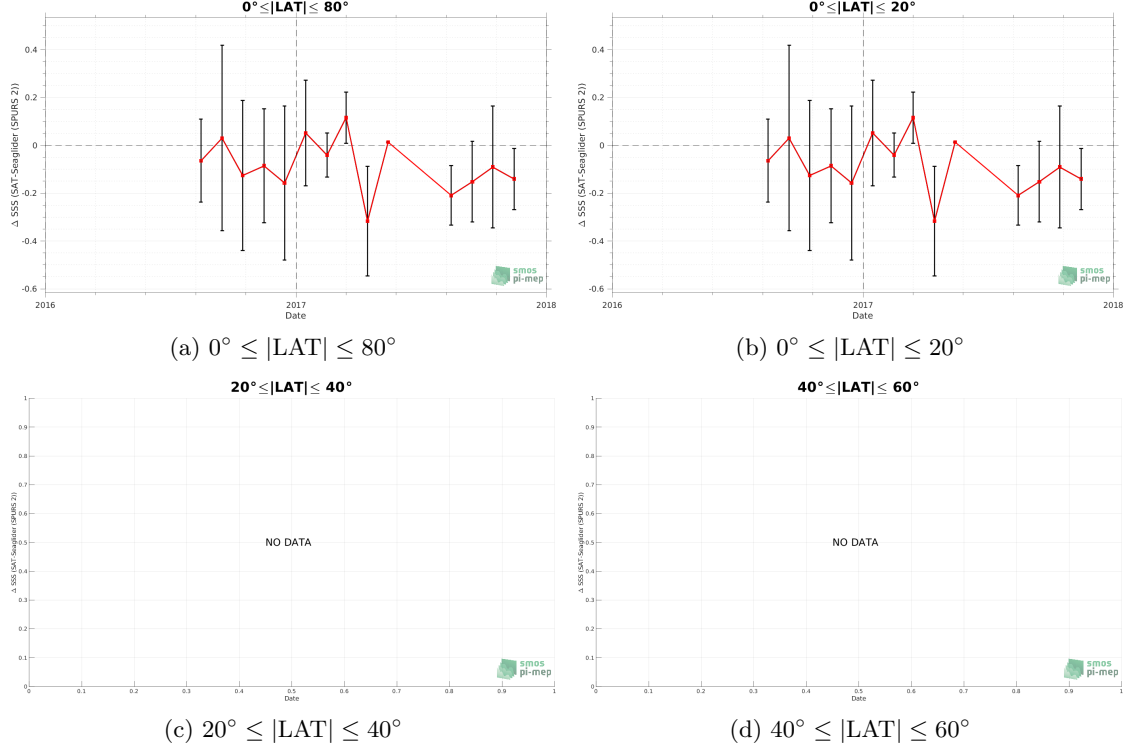 0°≤|LAT|≤ 80°
Δ SSS (SAT-Seaglider (SPURS 2))
0.4
0.2
0
-0.2
-0.4
-0.6
2016
2017
2018
Date
smos
pi-mep
(a) 0° ≤ |LAT| ≤ 80°
0°≤|LAT|≤ 20°
Δ SSS (SAT-Seaglider (SPURS 2))
0.4
0.2
0
-0.2
-0.4
-0.6
2016
2017
2018
Date
smos
pi-mep
(b) 0° ≤ |LAT| ≤ 20°
20°≤|LAT|≤ 40°
Δ SSS (SAT-Seaglider (SPURS 2))
1
0.9
0.8
0.7
0.6
0.5
0.4
0.3
0.2
0.1
0
NO DATA
0
0.1
0.2
0.3
0.4
0.5
0.6
0.7
0.8
0.9
1
Date
smos
pi-mep
(c) 20° ≤ |LAT| ≤ 40°
40°≤|LAT|≤ 60°
Δ SSS (SAT-Seaglider (SPURS 2))
1
0.9
0.8
0.7
0.6
0.5
0.4
0.3
0.2
0.1
0
NO DATA
0
0.1
0.2
0.3
0.4
0.5
0.6
0.7
0.8
0.9
1
Date
smos
pi-mep
(d) 40° ≤ |LAT| ≤ 60°